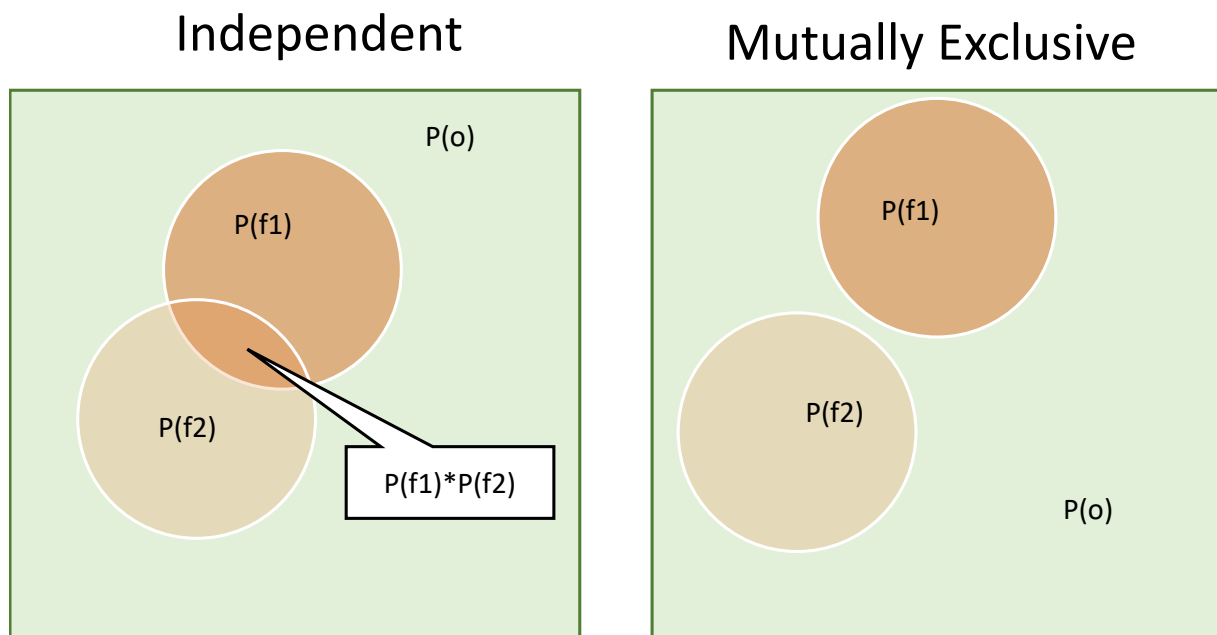 Independent
P(o)
P(f1)
P(f2)
P(f1)*P(f2)
Mutually Exclusive
P(f1)
P(f2)
P(o)